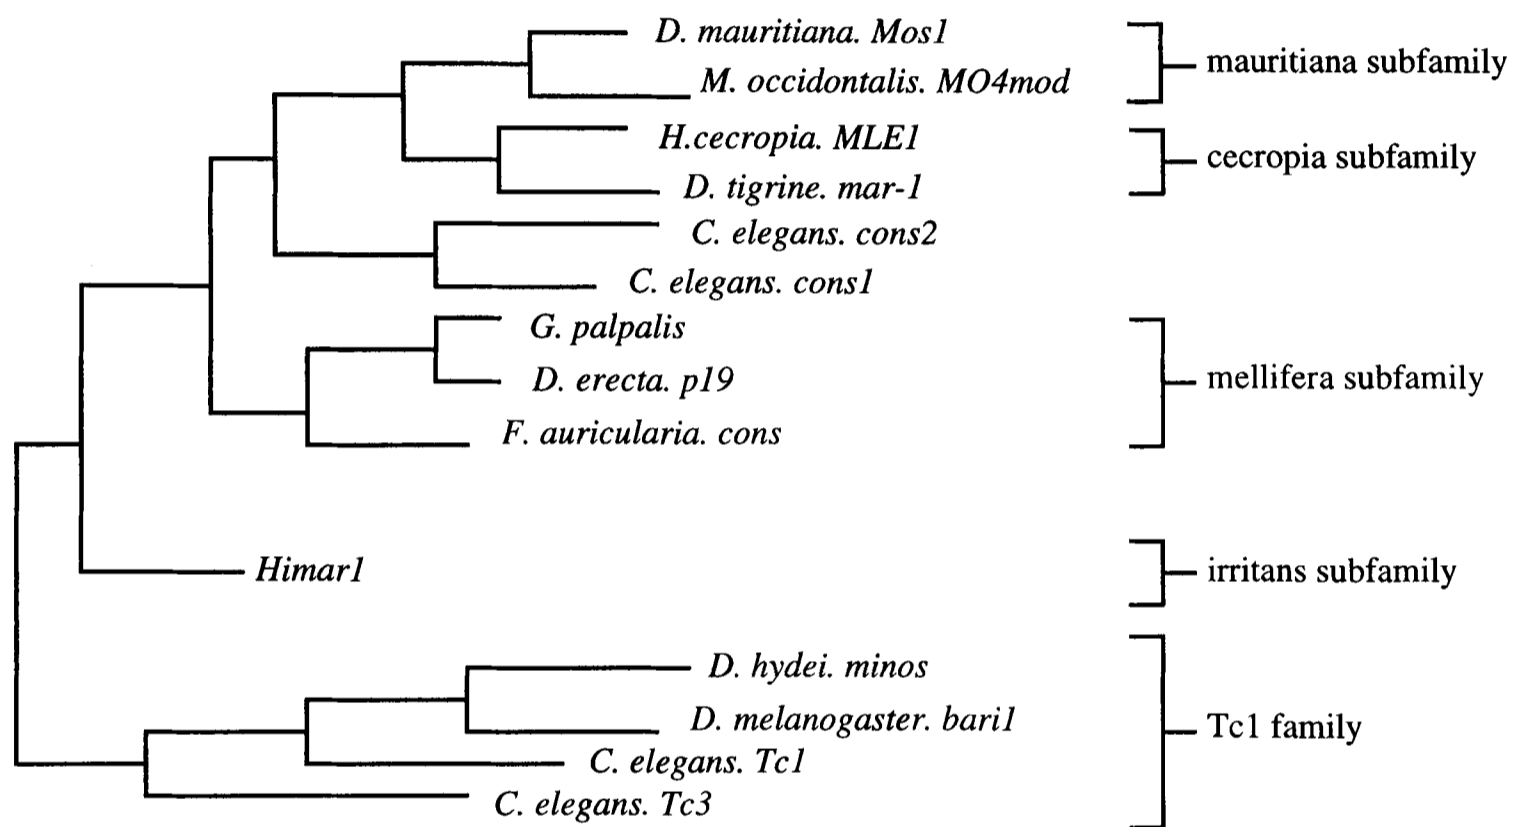 D. mauritiana. Mos1
M. occidontalis. MO4mod
mauritiana subfamily
H.cecropia. MLE1
D. tigrine. mar-1
cecropia subfamily
C. elegans. cons2
C. elegans. cons1
G. palpalis
D. erecta. p19
F. auricularia. cons
mellifera subfamily
Himar1
irritans subfamily
D. hydei. minos
D. melanogaster. bari1
C. elegans. Tc1
C. elegans. Tc3
Tc1 family